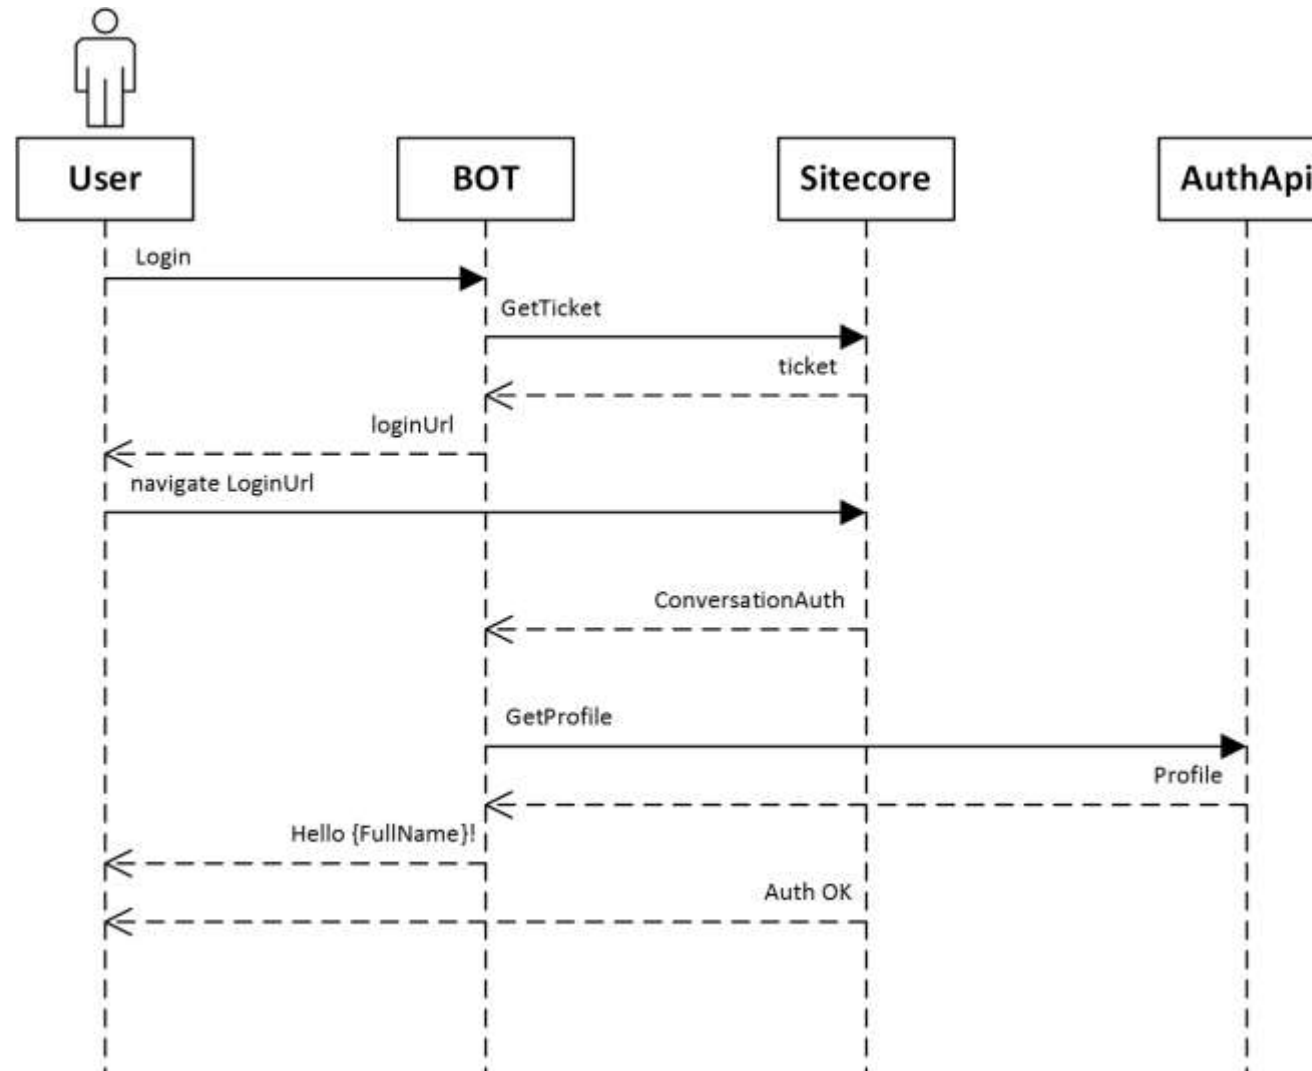 User
BOT
Sitecore
AuthApi
Login
GetTicket
ticket
loginUrl
navigate LoginUrl
ConversationAuth
GetProfile
Profile
Hello {FullName}!
Auth OK